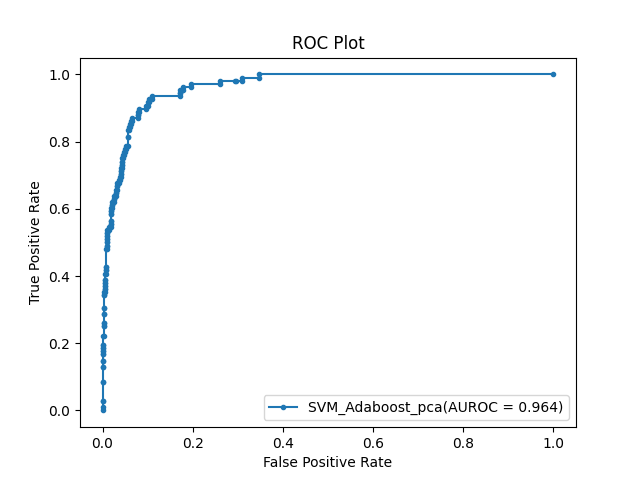 ROC Plot
True Positive Rate
1.0
0.8
0.6
0.4
0.2
0.0
SVM_Adaboost_pca(AUROC = 0.964)
0.0 0.2 0.4 0.6 0.8 1.0
False Positive Rate